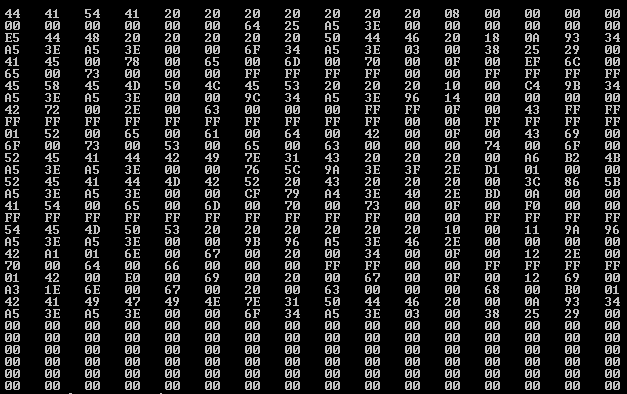 44 41 54 41 20 20 20 20 20 20 20 08 00 00 00 00
00 00 00 00 00 00 64 25 A5 3E 00 00 00 00 00 00
E5 44 48 20 20 20 20 20 50 44 46 20 18 0A 93 34
A5 3E A5 3E 00 00 6F 34 A5 3E 03 00 38 25 29 00
41 45 00 78 00 65 00 6D 00 70 00 0F 00 EF 6C 00
65 00 73 00 00 00 FF FF FF FF 00 00 FF FF FF FF
45 58 45 4D 50 4C 45 53 20 20 20 10 00 C4 9B 34
A5 3E A5 3E 00 00 9C 34 A5 3E 96 14 00 00 00 00
42 72 00 2E 00 63 00 00 00 FF FF 0F 00 43 FF FF
FF FF FF FF FF FF FF FF FF FF 00 00 FF FF FF FF
01 52 00 65 00 61 00 64 00 42 00 0F 00 43 69 00
6F 00 73 00 53 00 65 00 63 00 00 00 74 00 6F 00
52 45 41 44 42 49 7E 31 43 20 20 20 00 A6 B2 4B
A5 3E A5 3E 00 00 76 5C 9A 3E 3F 2E D1 01 00 00
52 45 41 44 4D 42 52 20 43 20 20 20 00 3C 86 5B
A5 3E A5 3E 00 00 CF 79 A4 3E 40 2E BD 0A 00 00
41 54 00 65 00 6D 00 70 00 73 00 0F 00 F0 00 00
FF FF FF FF FF FF FF FF FF FF 00 00 FF FF FF FF
54 45 4D 50 53 20 20 20 20 20 20 10 00 11 9A 96
A5 3E A5 3E 00 00 9B 96 A5 3E 46 2E 00 00 00 00
42 A1 01 6E 00 67 00 20 00 34 00 0F 00 12 2E 00
70 00 64 00 66 00 00 00 FF FF 00 00 FF FF FF FF
01 42 00 E0 00 69 00 20 00 67 00 0F 00 12 69 00
A3 1E 6E 00 67 00 20 00 63 00 00 00 68 00 B0 01
42 41 49 47 49 4E 7E 31 50 44 46 20 00 0A 93 34
A5 3E A5 3E 00 00 6F 34 A5 3E 03 00 38 25 29 00
00 00 00 00 00 00 00 00 00 00 00 00 00 00 00 00
00 00 00 00 00 00 00 00 00 00 00 00 00 00 00 00
00 00 00 00 00 00 00 00 00 00 00 00 00 00 00 00
00 00 00 00 00 00 00 00 00 00 00 00 00 00 00 00
00 00 00 00 00 00 00 00 00 00 00 00 00 00 00 00
00 00 00 00 00 00 00 00 00 00 00 00 00 00 00 00